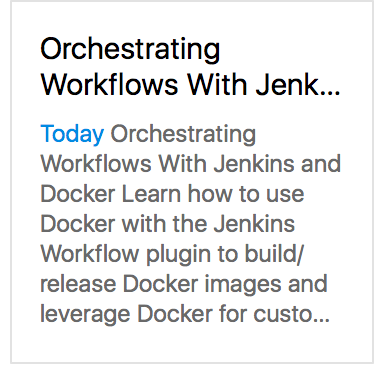 Orchestrating
Workflows With Jenk...
Today Orchestrating
Workflows With Jenkins and
Docker Learn how to use
Docker with the Jenkins
Workflow plugin to build/
release Docker images and
leverage Docker for custo...